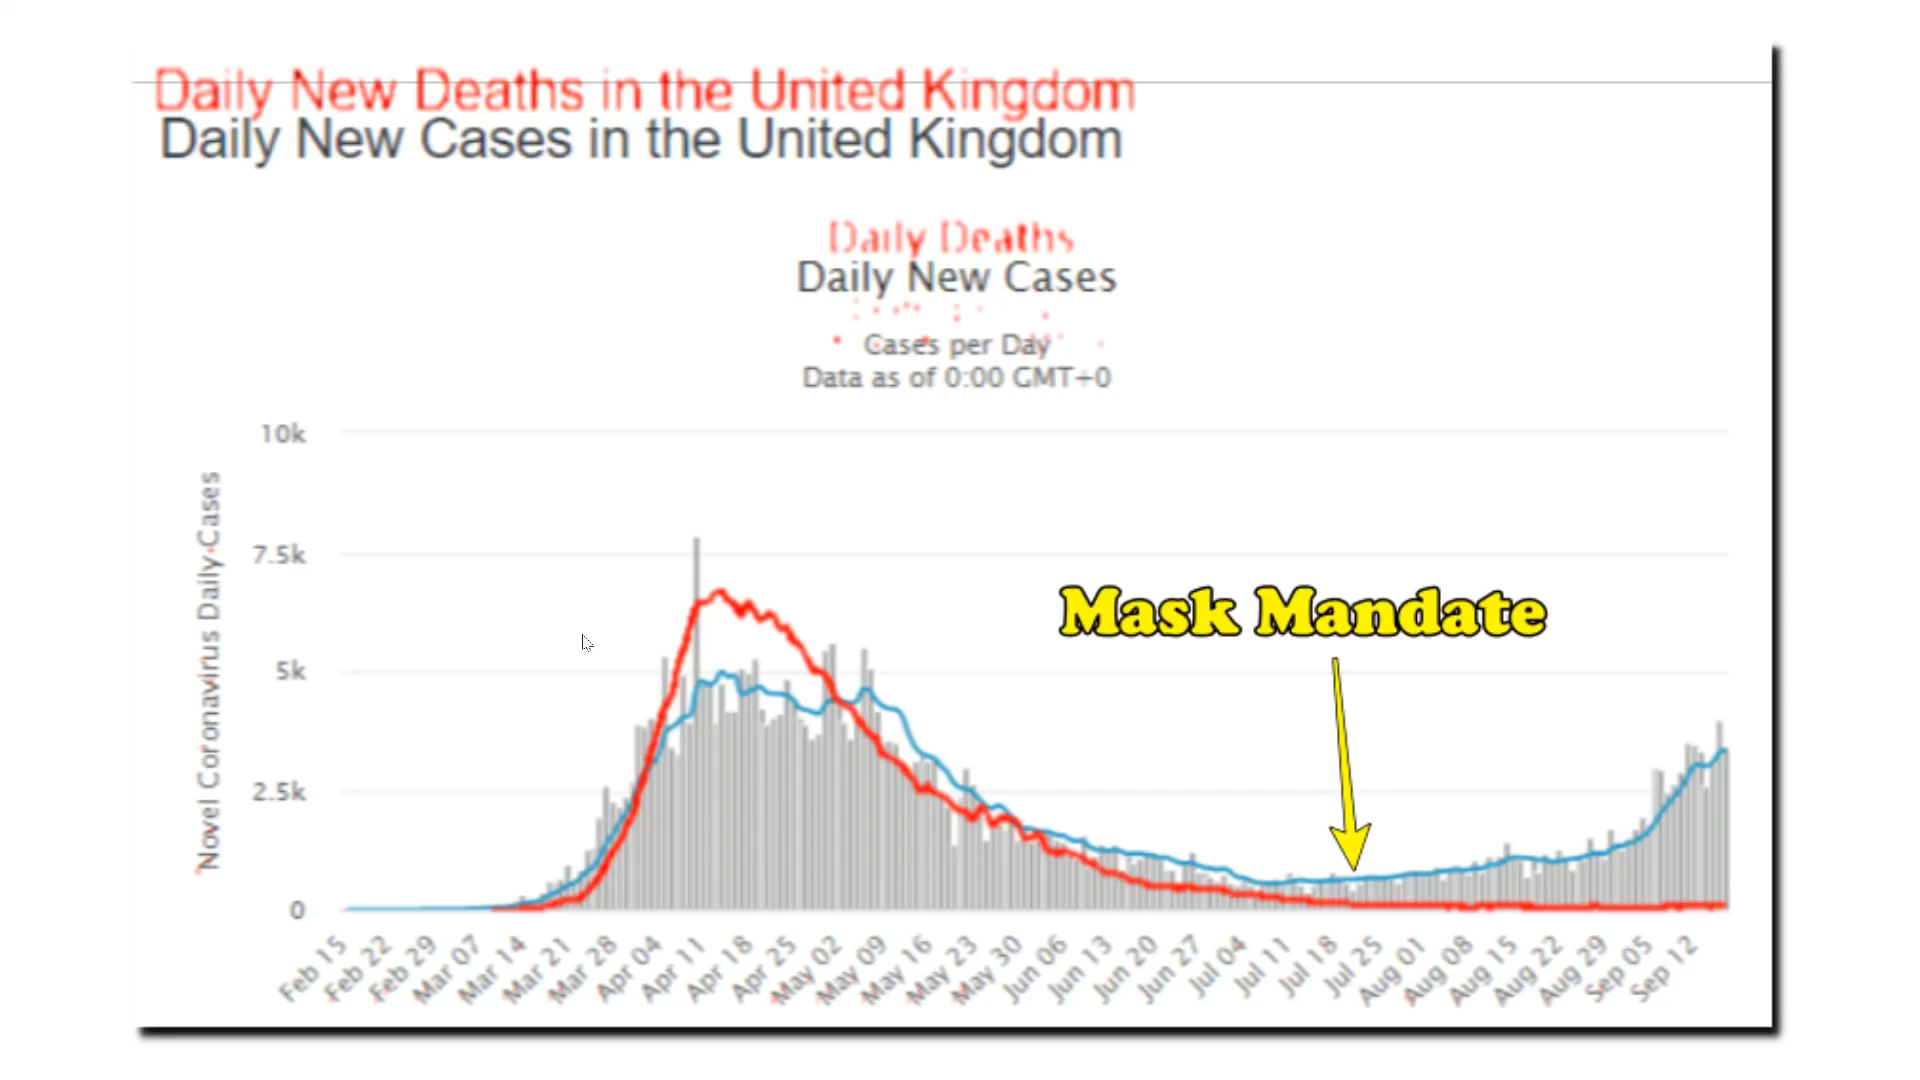 Daily New Deaths in the United Kingdom
Daily New Cases in the United Kingdom
Daily Deaths
Daily New Cases
Cases per Day
Data as of 0:00 GMT+0
10k
7.5k
5k
2.5k
0
Novel Coronavirus Daily Cases
Mask Mandate
Feb 15
Feb 22
Feb 29
Mar 07
Mar 14
Mar 21
Mar 28
Apr 04
Apr 11
Apr 18
Apr 25
May 02
May 09
May 16
May 23
May 30
Jun 06
Jun 13
Jun 20
Jun 27
Jul 04
Jul 11
Jul 18
Jul 25
Aug 01
Aug 08
Aug 15
Aug 22
Aug 29
Sep 05
Sep 12